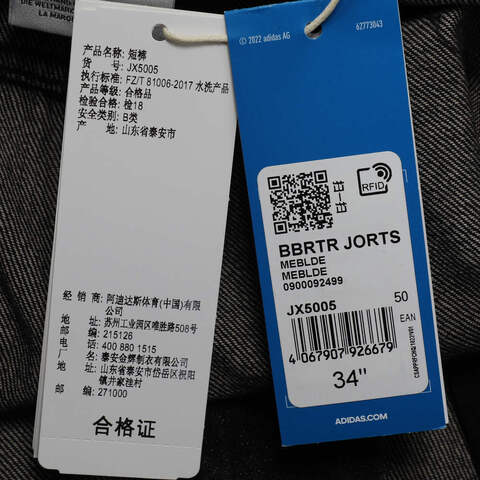 DIE WELTMAR
LA MARQ
产品名称: 短裤
货 号: JX5005
执行标准: FZ/T 81006-2017 水洗产品
产品等级: 合格品
检验合格: 检18
安全类别: B类
产 地: 山东省泰安市
经 销 商: 阿迪达斯体育(中国)有限
公司
地 址: 苏州工业园区唯胜路508号
邮 编: 215126
电 话: 400 880 1515
厂 名: 泰安金辉制衣有限公司
地 址: 山东省泰安市岱岳区祝阳
镇井家洼村
邮 编: 271000
合格证
© 2022 adidas AG
62773043
RFID
BBRTR JORTS
MEBLDE
MEBLDE
0900092499
JX5005
50
EAN
4 067907 926679
34"
ADIDAS.COM